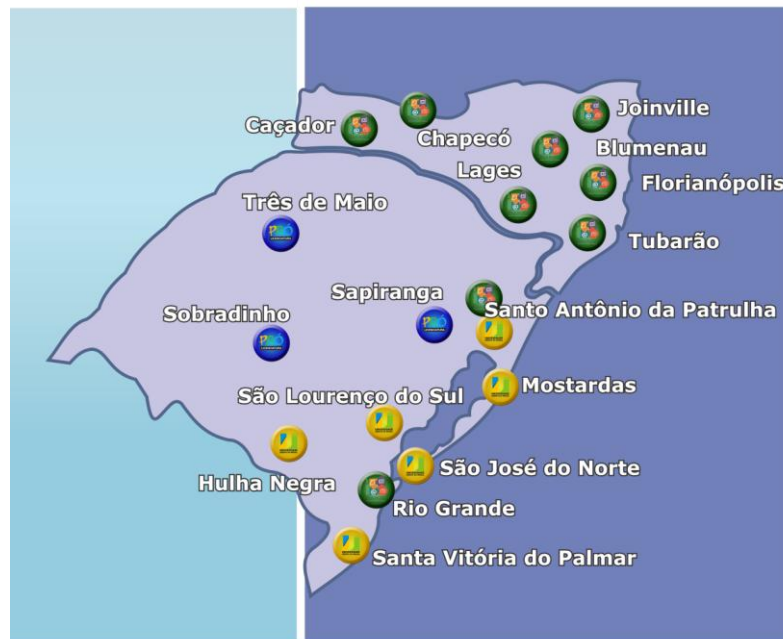 Joinville
Caçador
Chapecó
Blumenau
Lages
Florianópolis
Três de Maio
Tubarão
Sapiranga
Santo Antônio da Patrulha
Sobradinho
Mostardas
São Lourenço do Sul
São José do Norte
Hulha Negra
Rio Grande
Santa Vitória do Palmar